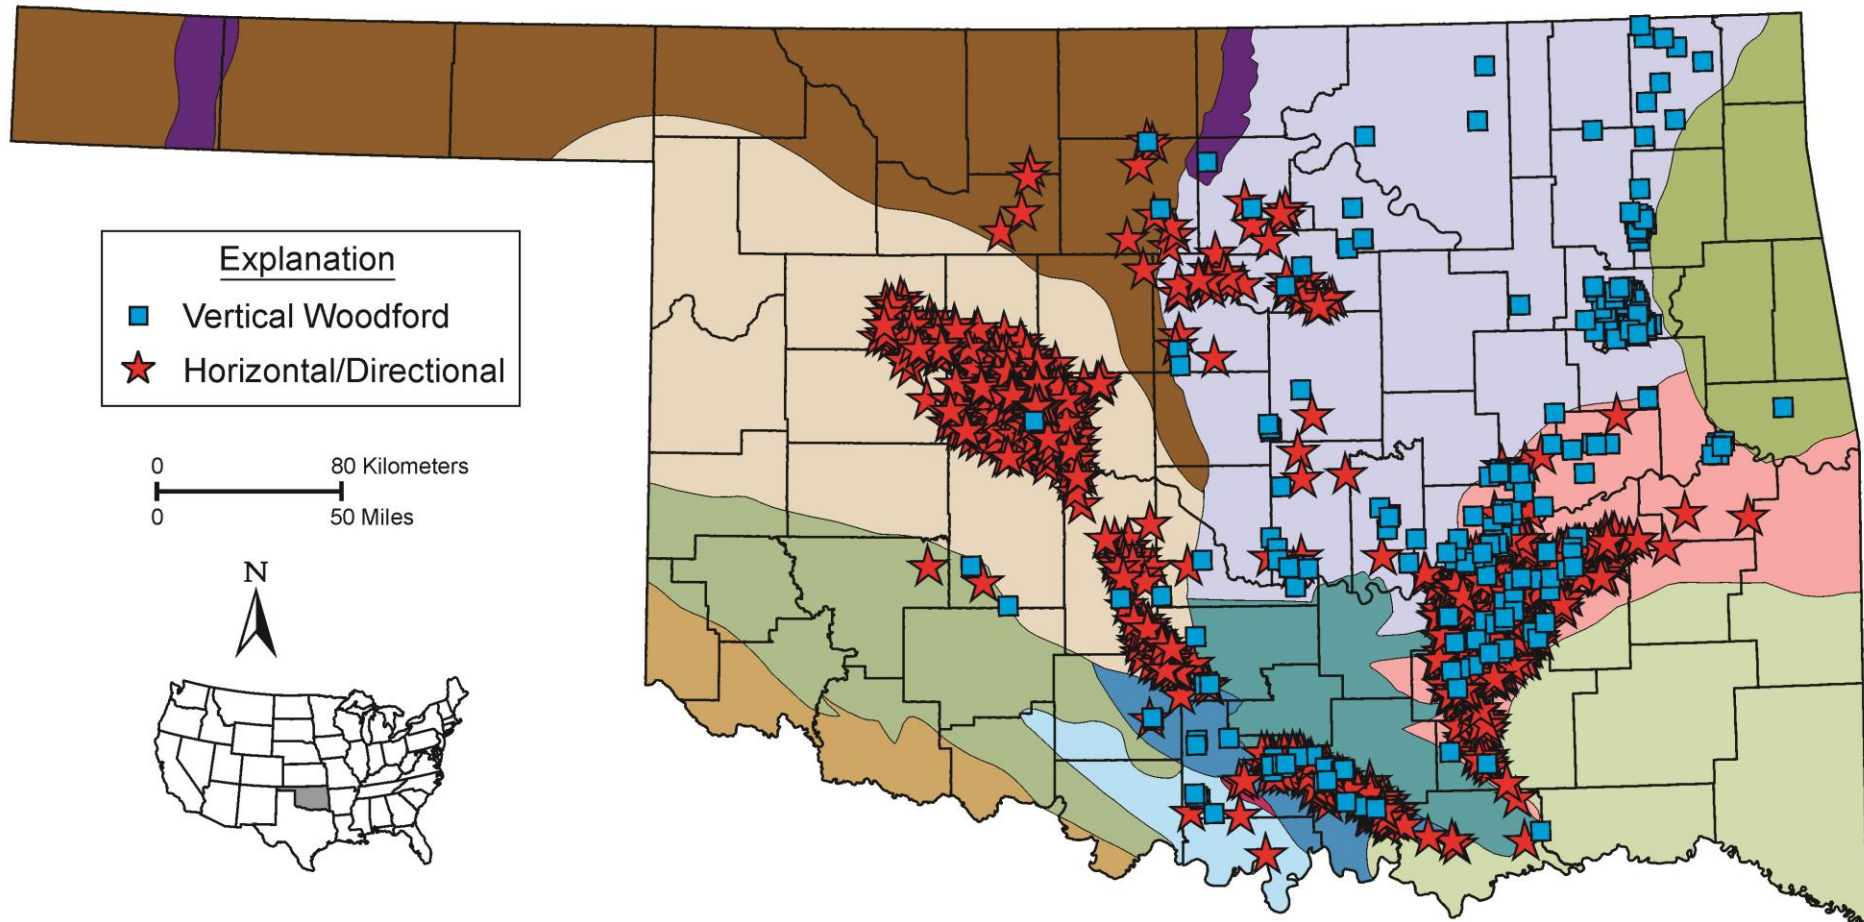 Explanation
Vertical Woodford
Horizontal/Directional
0 80 Kilometers
0 50 Miles
N